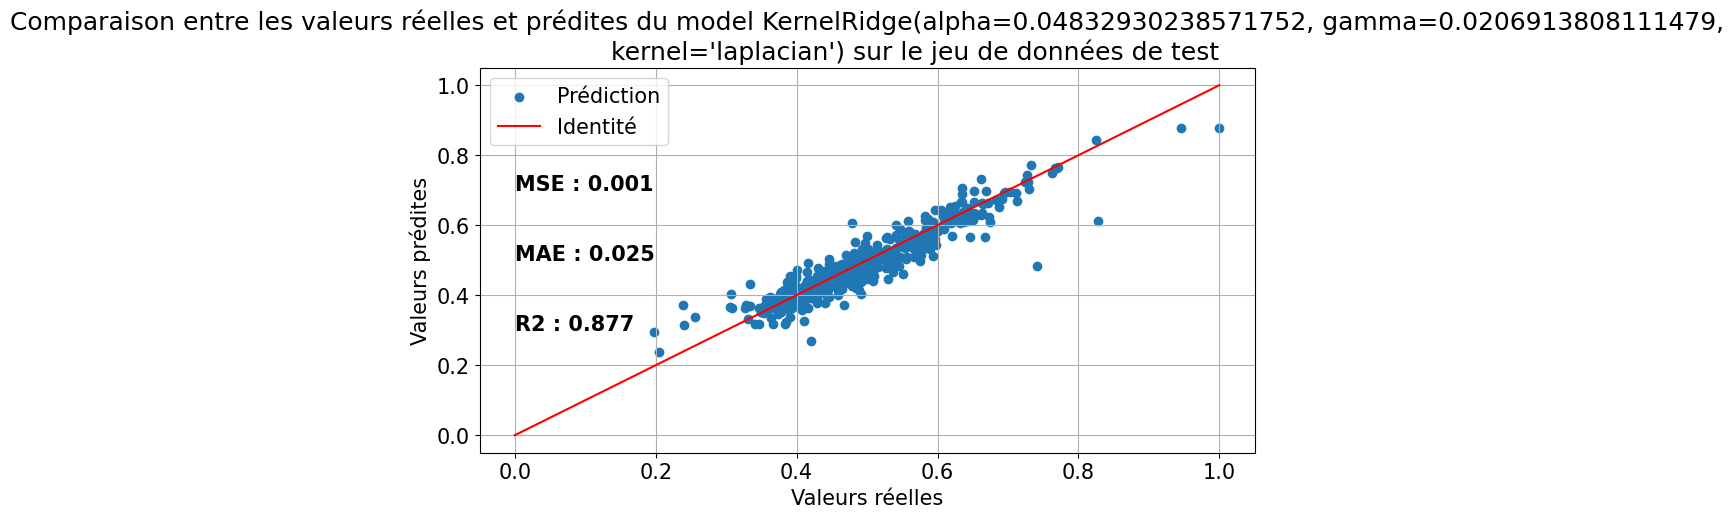 Comparaison entre les valeurs réelles et prédites du model KernelRidge(alpha=0.04832930238571752, gamma=0.0206913808111479,
kernel='laplacian') sur le jeu de données de test
1.0
0.8
0.6
0.4
0.2
0.0
Valeurs prédites
Prédiction
Identité
MSE : 0.001
MAE : 0.025
R2 : 0.877
0.0
0.2
0.4
0.6
0.8
1.0
Valeurs réelles